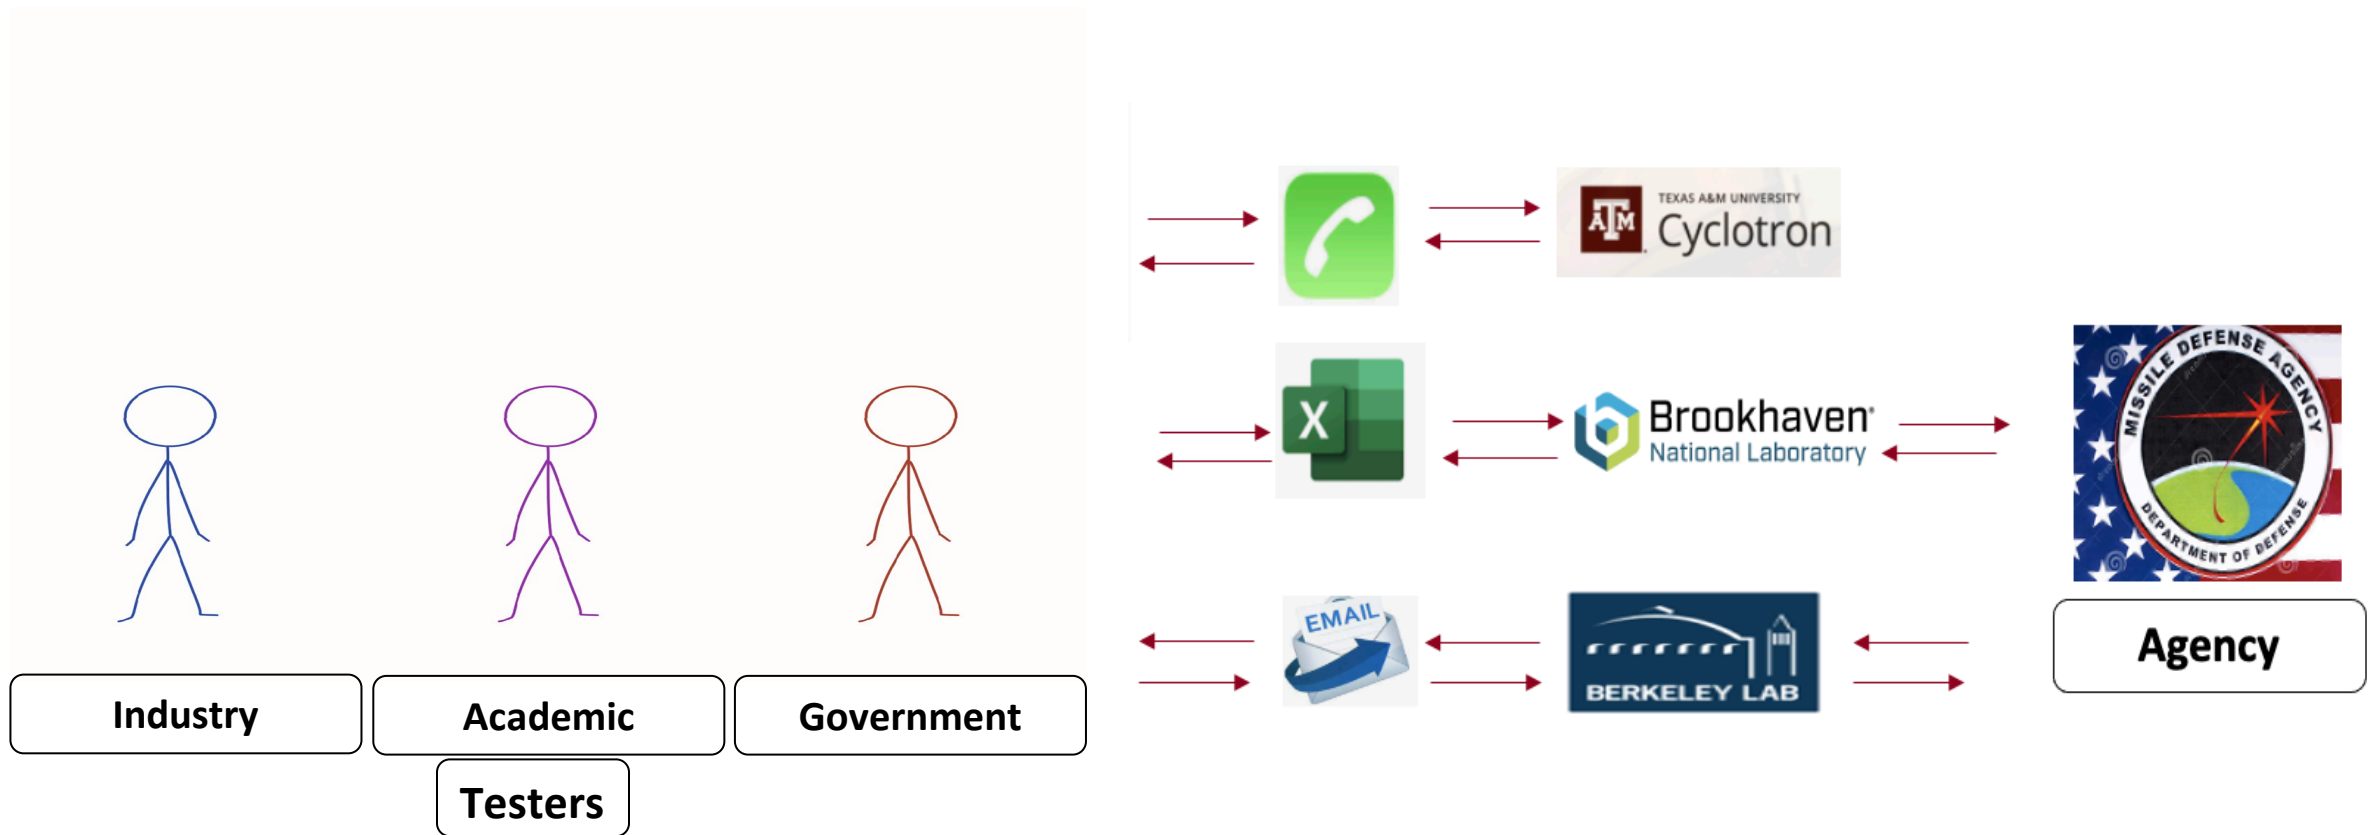 TEXAS A&M UNIVERSITY
ATM
Cyclotron
X
Brookhaven
National Laboratory
MISSILE DEFENSE AGENCY
DEPARTMENT OF DEFENSE
EMAIL
BERKELEY LAB
Agency
Industry
Academic
Government
Testers